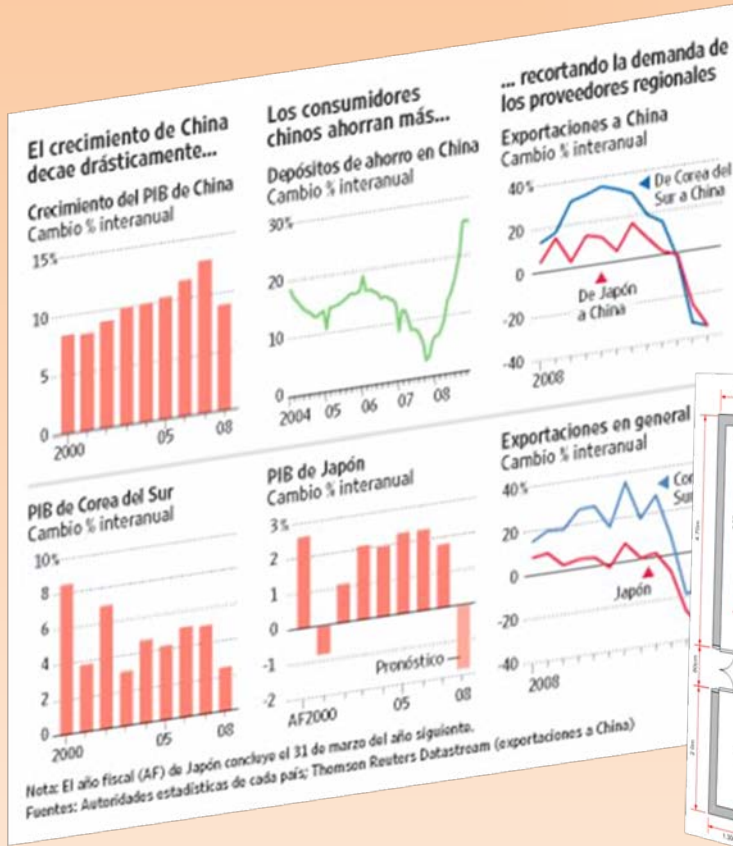 El crecimiento de China
decae drásticamente...
Crecimiento del PIB de China
Cambio % interanual
15%
10
5
0
2000
05
08
Los consumidores
chinos ahorran más...
Depósitos de ahorro en China
Cambio % interanual
30%
20
10
0
2004 05 06 07 08
... recortando la demanda de
los proveedores regionales
Exportaciones a China
Cambio % interanual
40%
20
0
-20
-40
2008
De Corea del
Sur a China
De Japón
a China
PIB de Corea del Sur
Cambio % interanual
10%
8
6
4
2
0
2000
05
08
PIB de Japón
Cambio % interanual
3%
2
1
0
-1
-2
AF2000
05
08
Pronóstico
Exportaciones en general
Cambio % interanual
40%
20
0
-20
-40
2008
Japón
Nota: El año fiscal (AF) de Japón concluye el 31 de marzo del año siguiente.
Fuentes: Autoridades estadísticas de cada país; Thomson Reuters Datastream (exportaciones a China)